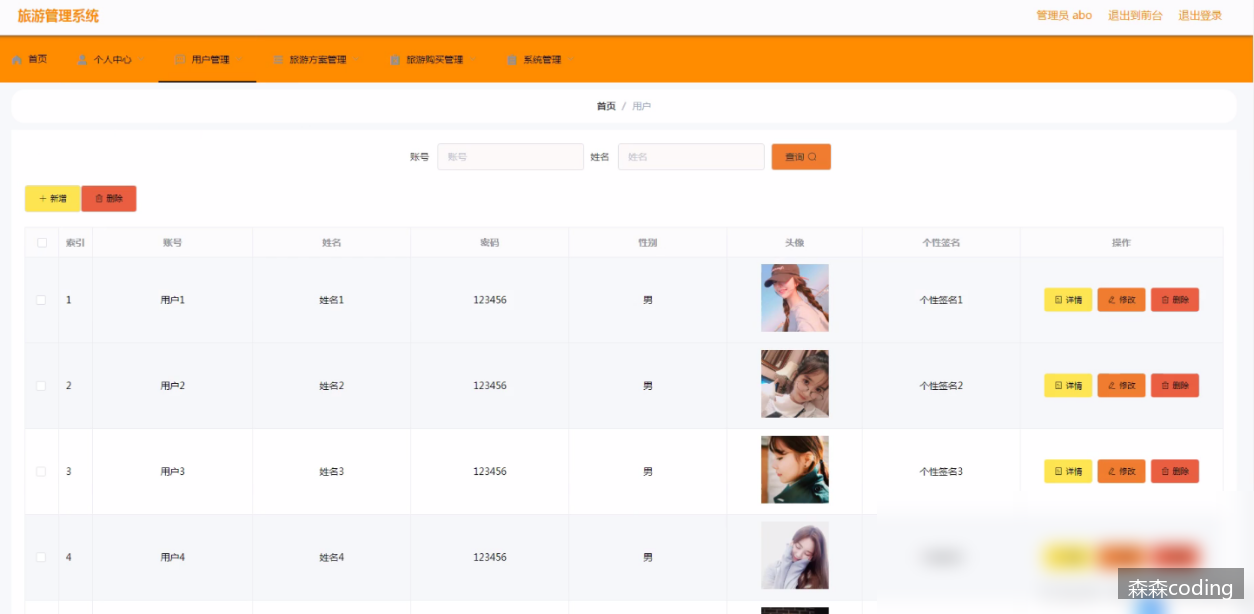 旅游管理系统 管理员 abo 退出到前台 退出登录
首页 个人中心 用户管理 旅游方案管理 旅游购买管理 系统管理
首页 / 用户
账号 账号 姓名 姓名 查询
+ 新增 删除
索引 账号 姓名 密码 性别 头像 个性签名 操作
1 用户1 姓名1 123456 男 个性签名1 详情 修改 删除
2 用户2 姓名2 123456 男 个性签名2 详情 修改 删除
3 用户3 姓名3 123456 男 个性签名3 详情 修改 删除
4 用户4 姓名4 123456 男
森森coding